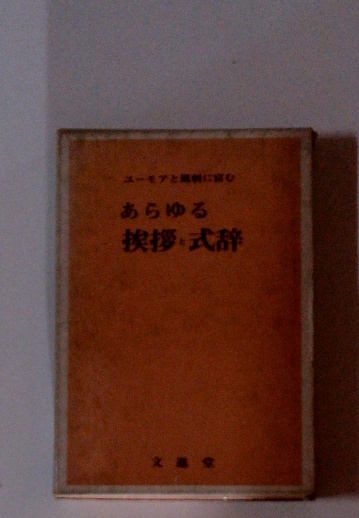 ユーモアと諷刺に富む
あらゆる
挨拶と式辞
文進堂